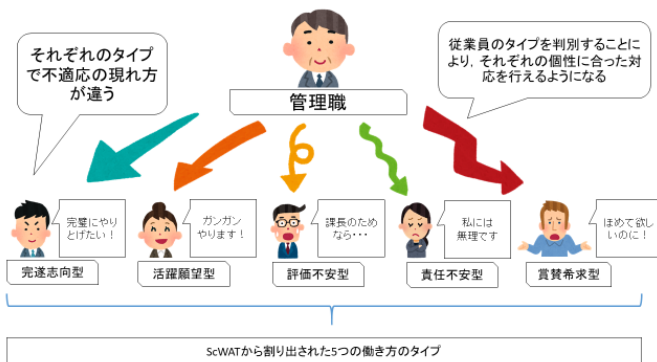 それぞれのタイプ
で不適応の現れ方
が違う
管理職
従業員のタイプを判別することに
より，それぞれの個性に合った対
応を行えるようになる
完璧にやり
とげたい！
完遂志向型
ガンガン
やります！
活躍願望型
課長のため
なら・・・
評価不安型
私には
無理です
責任不安型
ほめて欲し
いのに！
賞賛希求型
ScWATから割り出された5つの働き方のタイプ